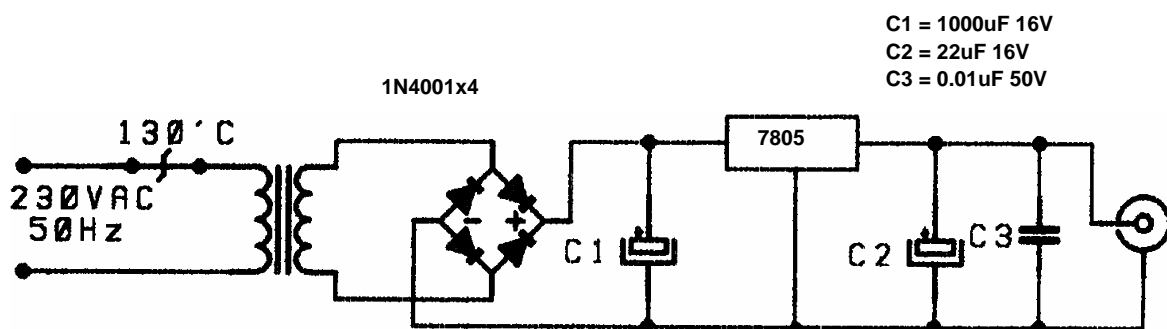 C1 = 1000uF 16V
C2 = 22uF 16V
C3 = 0.01uF 50V
1N4001x4
130'C
7805
230VAC
50Hz
- +
C1
C2
C3